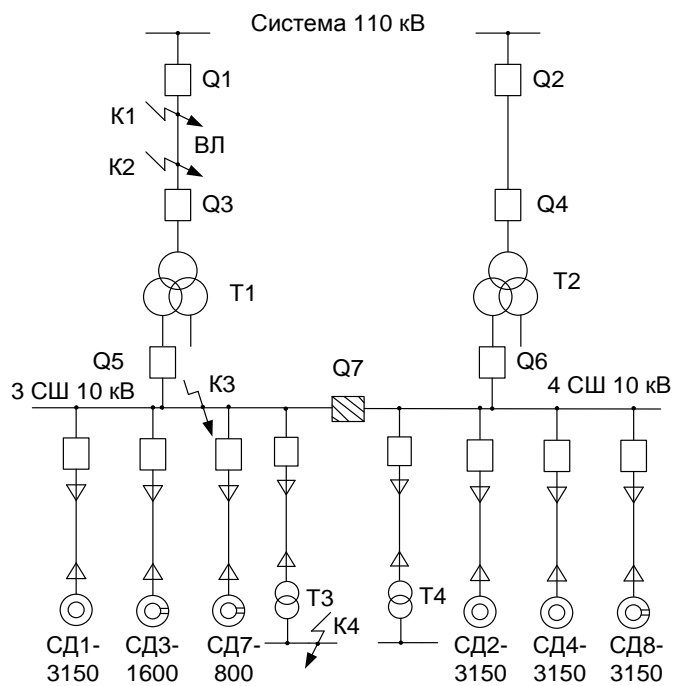 Система 110 кВ
Q1
Q2
К1
ВЛ
К2
Q3
Q4
Т1
Т2
Q5
К3
Q7
Q6
3 СШ 10 кВ
4 СШ 10 кВ
Т3
К4
Т4
СД1-
3150
СД3-
1600
СД7-
800
СД2-
3150
СД4-
3150
СД8-
3150